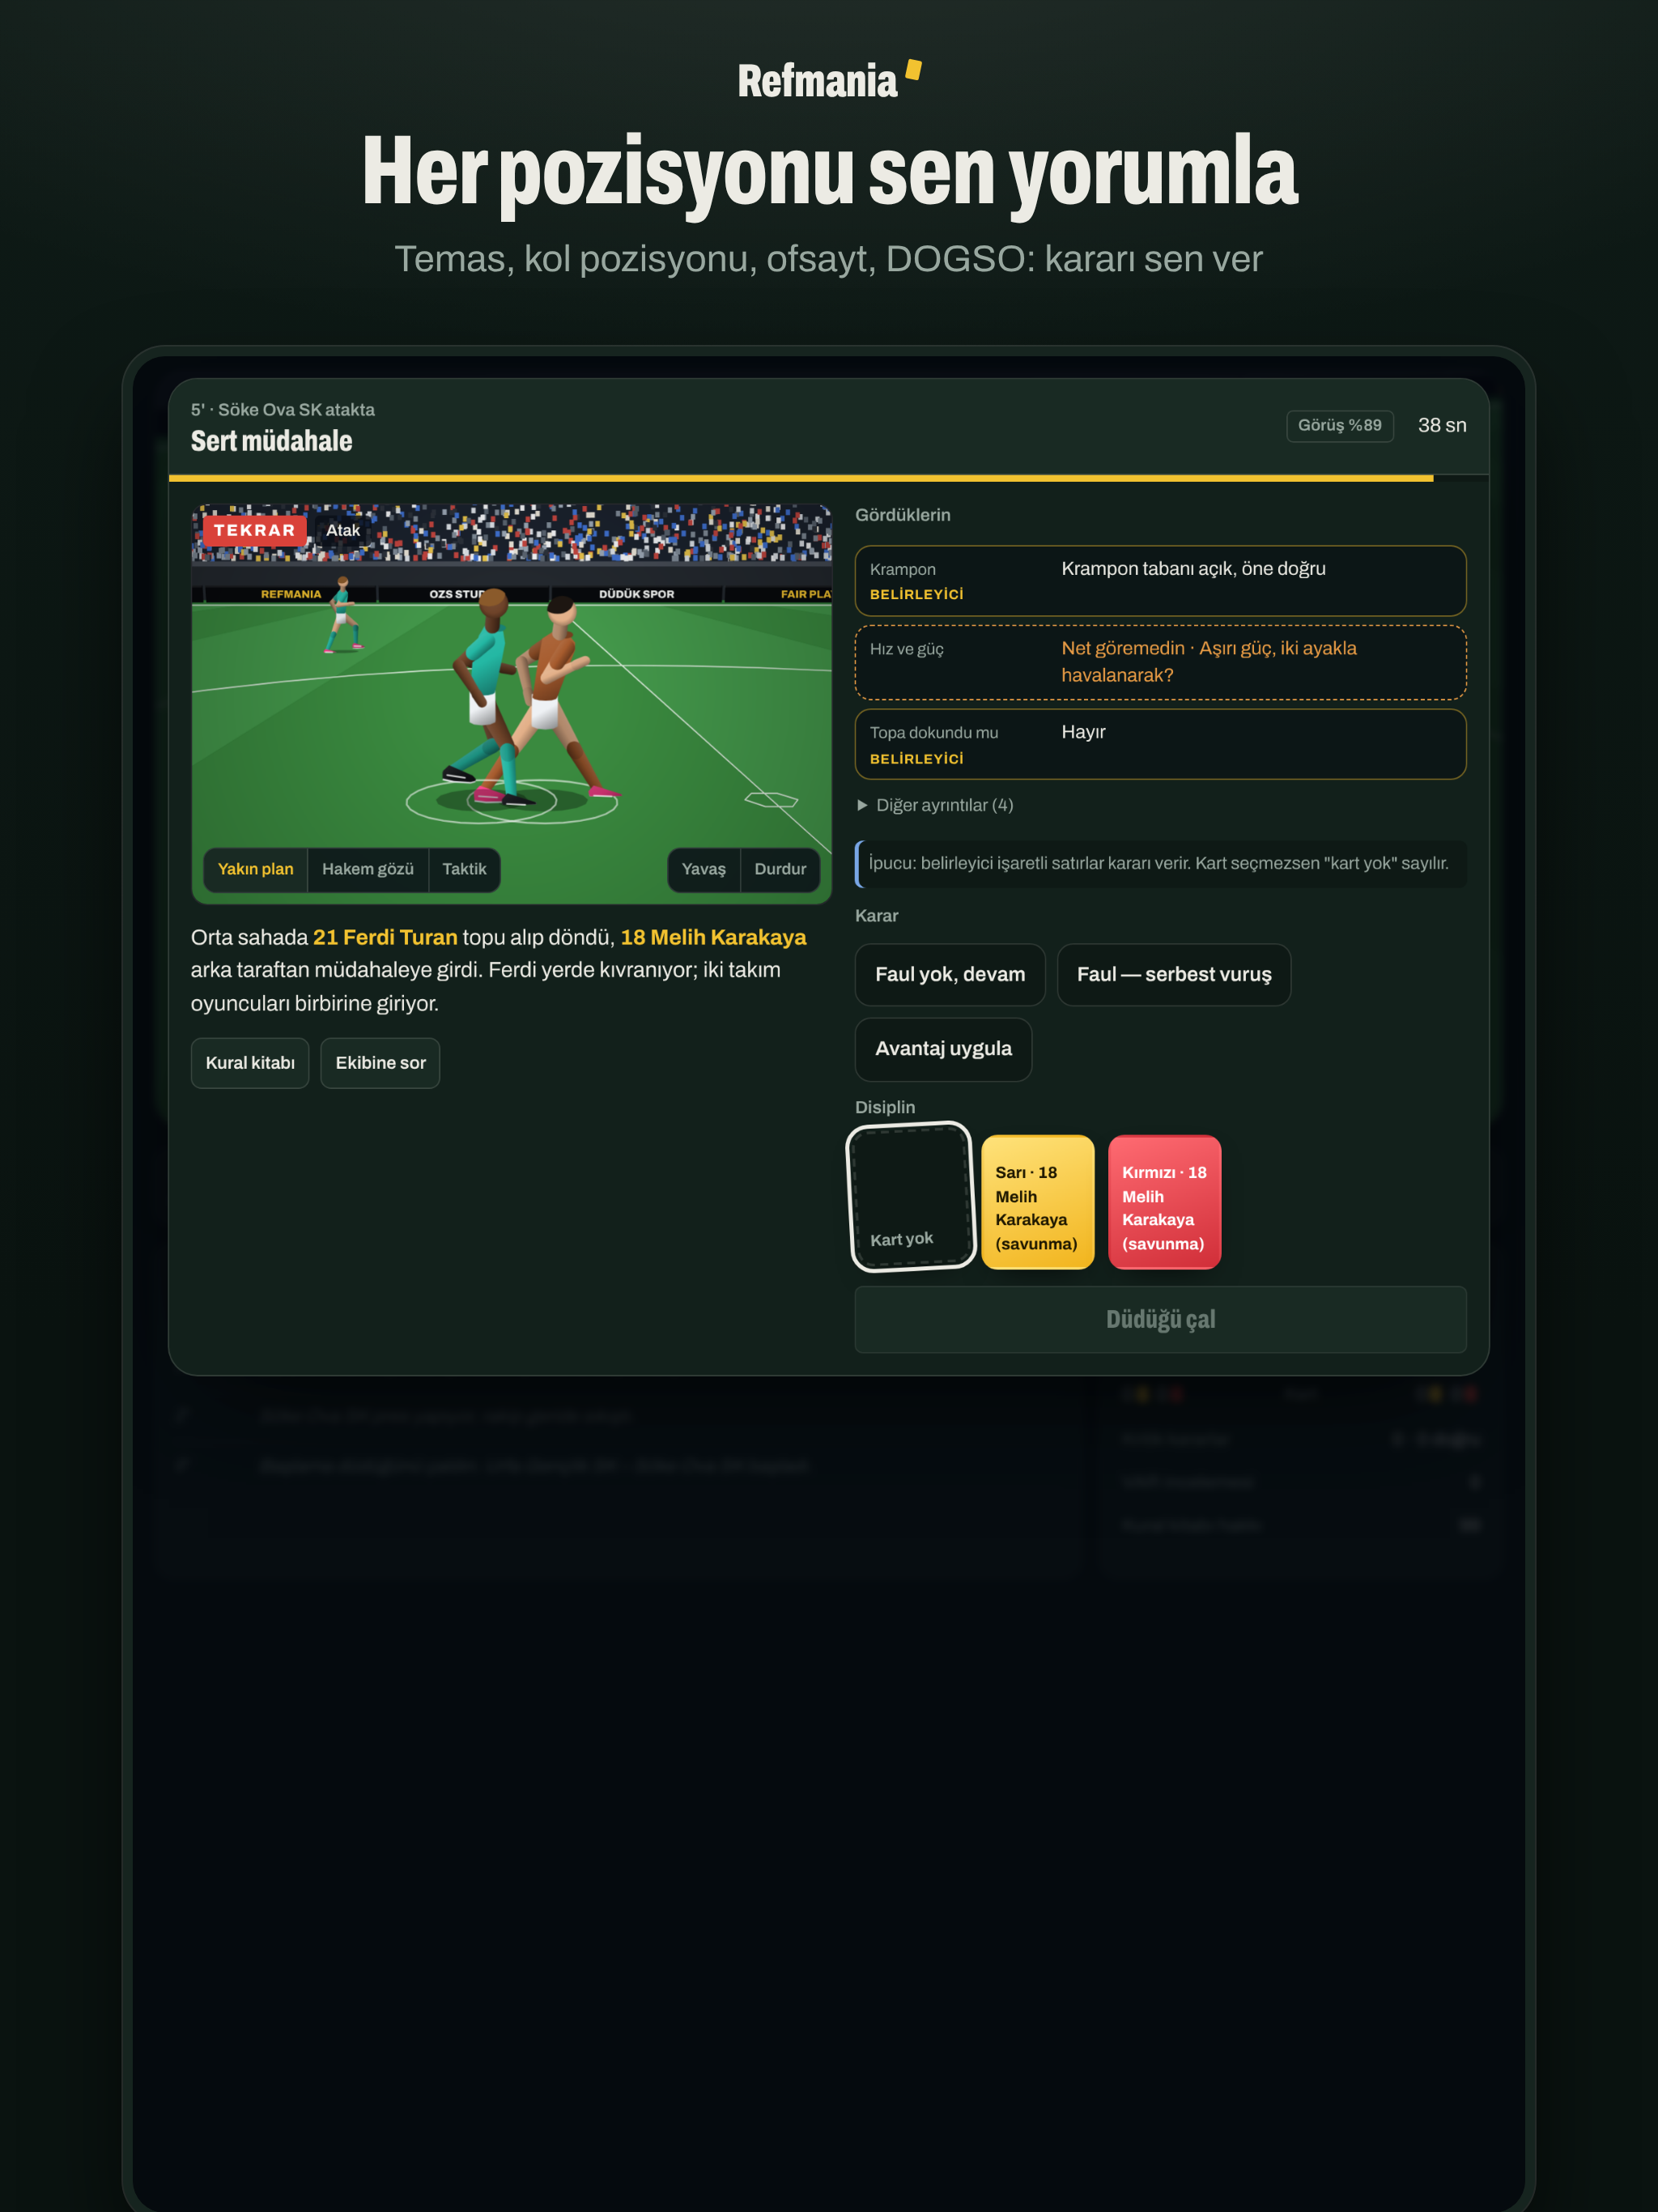 Refmania
Her pozisyonu sen yorumla
Temas, kol pozisyonu, ofsayt, DOGSO: kararı sen ver
5' · Söke Ova SK atakta
Sert müdahale
Görüş %89
38 sn
TEKRAR
Atak
REFMANIA
OZS STUD
DÜDÜK SPOR
FAIR PLA
Yakın plan
Hakem gözü
Taktik
Yavaş
Durdur
Orta sahada 21 Ferdi Turan topu alıp döndü, 18 Melih Karakaya
arka taraftan müdahaleye girdi. Ferdi yerde kıvranıyor; iki takım
oyuncuları birbirine giriyor.
Kural kitabı
Ekibine sor
Gördüklerin
Krampon
BELİRLEYİCİ
Krampon tabanı açık, öne doğru
Hız ve güç
Net göremedin · Aşırı güç, iki ayakla
havalanarak?
Topa dokundu mu
BELİRLEYİCİ
Hayır
Diğer ayrıntılar (4)
İpucu: belirleyici işaretli satırlar kararı verir. Kart seçmezsen "kart yok" sayılır.
Karar
Faul yok, devam
Faul — serbest vuruş
Avantaj uygula
Disiplin
Kart yok
Sarı · 18
Melih
Karakaya
(savunma)
Kırmızı · 18
Melih
Karakaya
(savunma)
Düdüğü çal